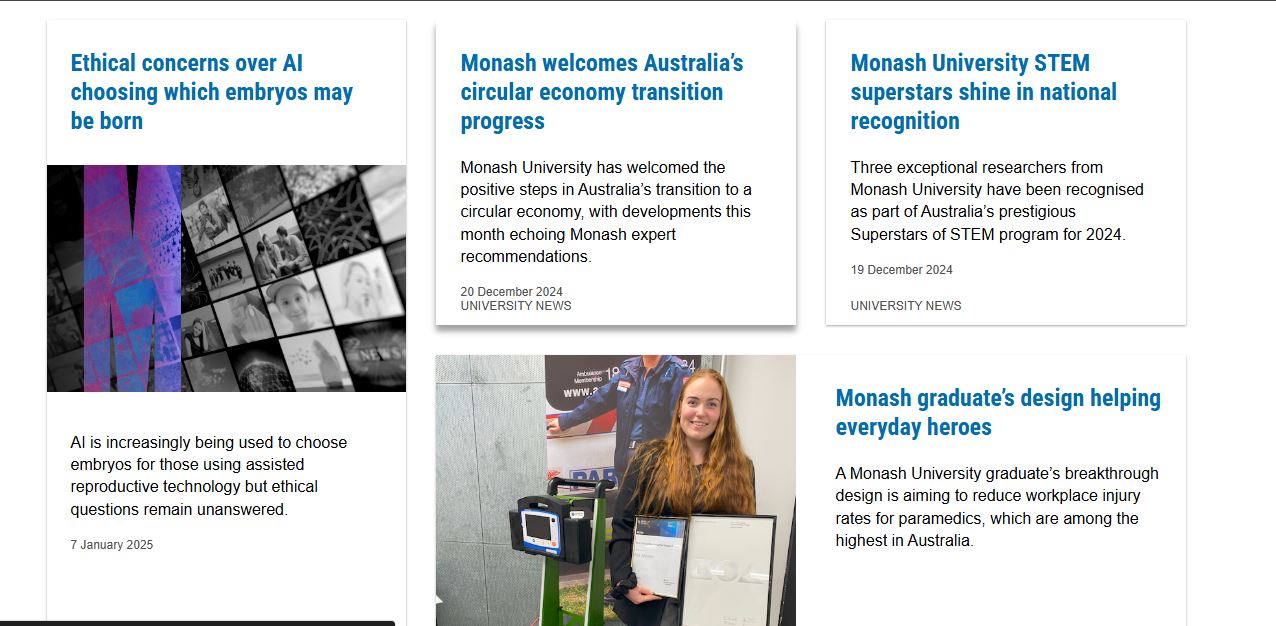 Ethical concerns over AI
choosing which embryos may
be born
NEWS
AI is increasingly being used to choose
embryos for those using assisted
reproductive technology but ethical
questions remain unanswered.
7 January 2025
Monash welcomes Australia’s
circular economy transition
progress
Monash University has welcomed the
positive steps in Australia’s transition to a
circular economy, with developments this
month echoing Monash expert
recommendations.
20 December 2024
UNIVERSITY NEWS
Monash University STEM
superstars shine in national
recognition
Three exceptional researchers from
Monash University have been recognised
as part of Australia’s prestigious
Superstars of STEM program for 2024.
19 December 2024
UNIVERSITY NEWS
Ambulance
Membership
www.a
Monash graduate’s design helping
everyday heroes
A Monash University graduate’s breakthrough
design is aiming to reduce workplace injury
rates for paramedics, which are among the
highest in Australia.